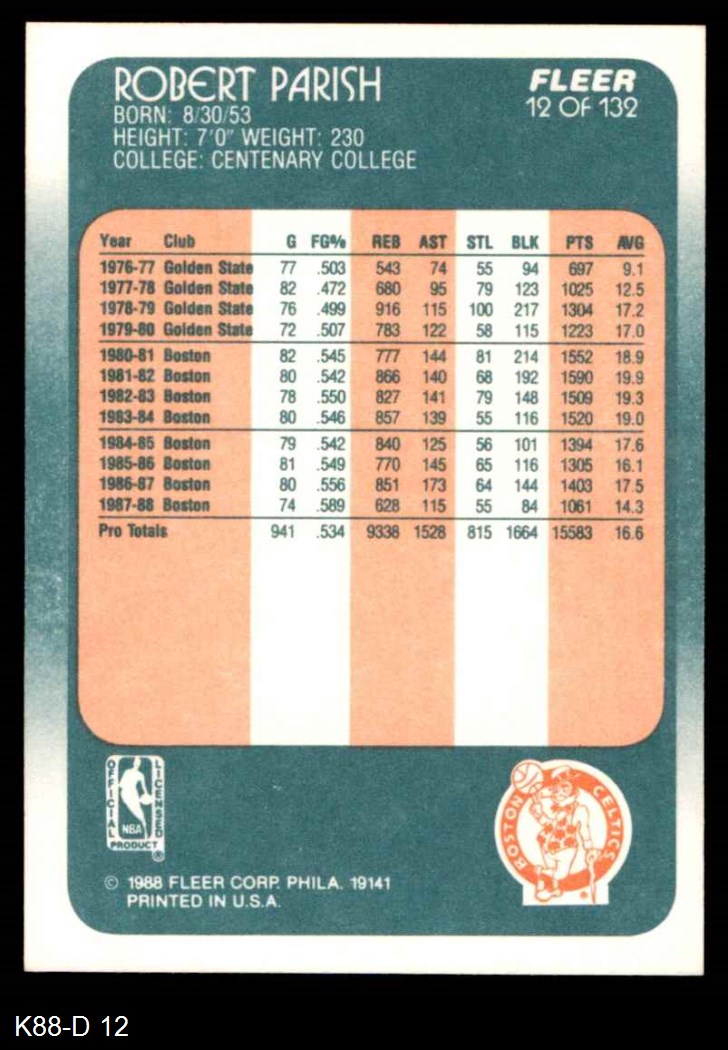 ROBERT PARISH
FLEER
12 OF 132
BORN: 8/30/53
HEIGHT: 7'0" WEIGHT: 230
COLLEGE: CENTENARY COLLEGE
Year Club G FG% REB AST STL BLK PTS AVG
1976-77 Golden State 77 .503 543 74 55 94 697 9.1
1977-78 Golden State 82 .472 680 95 79 123 1025 12.5
1978-79 Golden State 76 .499 916 115 100 217 1304 17.2
1979-80 Golden State 72 .507 783 122 58 115 1223 17.0
1980-81 Boston 82 .545 777 144 81 214 1552 18.9
1981-82 Boston 80 .542 866 140 68 192 1590 19.9
1982-83 Boston 78 .550 827 141 79 148 1509 19.3
1983-84 Boston 80 .546 857 139 55 116 1520 19.0
1984-85 Boston 79 .542 840 125 56 101 1394 17.6
1985-86 Boston 81 .549 770 145 65 116 1305 16.1
1986-87 Boston 80 .556 851 173 64 144 1403 17.5
1987-88 Boston 74 .589 628 115 55 84 1061 14.3
Pro Totals 941 .534 9338 1528 815 1664 15583 16.6
OFFICIAL
LICENSED
NBA
PRODUCT
®
BOSTON CELTICS
®
© 1988 FLEER CORP. PHILA. 19141
PRINTED IN U.S.A.
K88-D 12